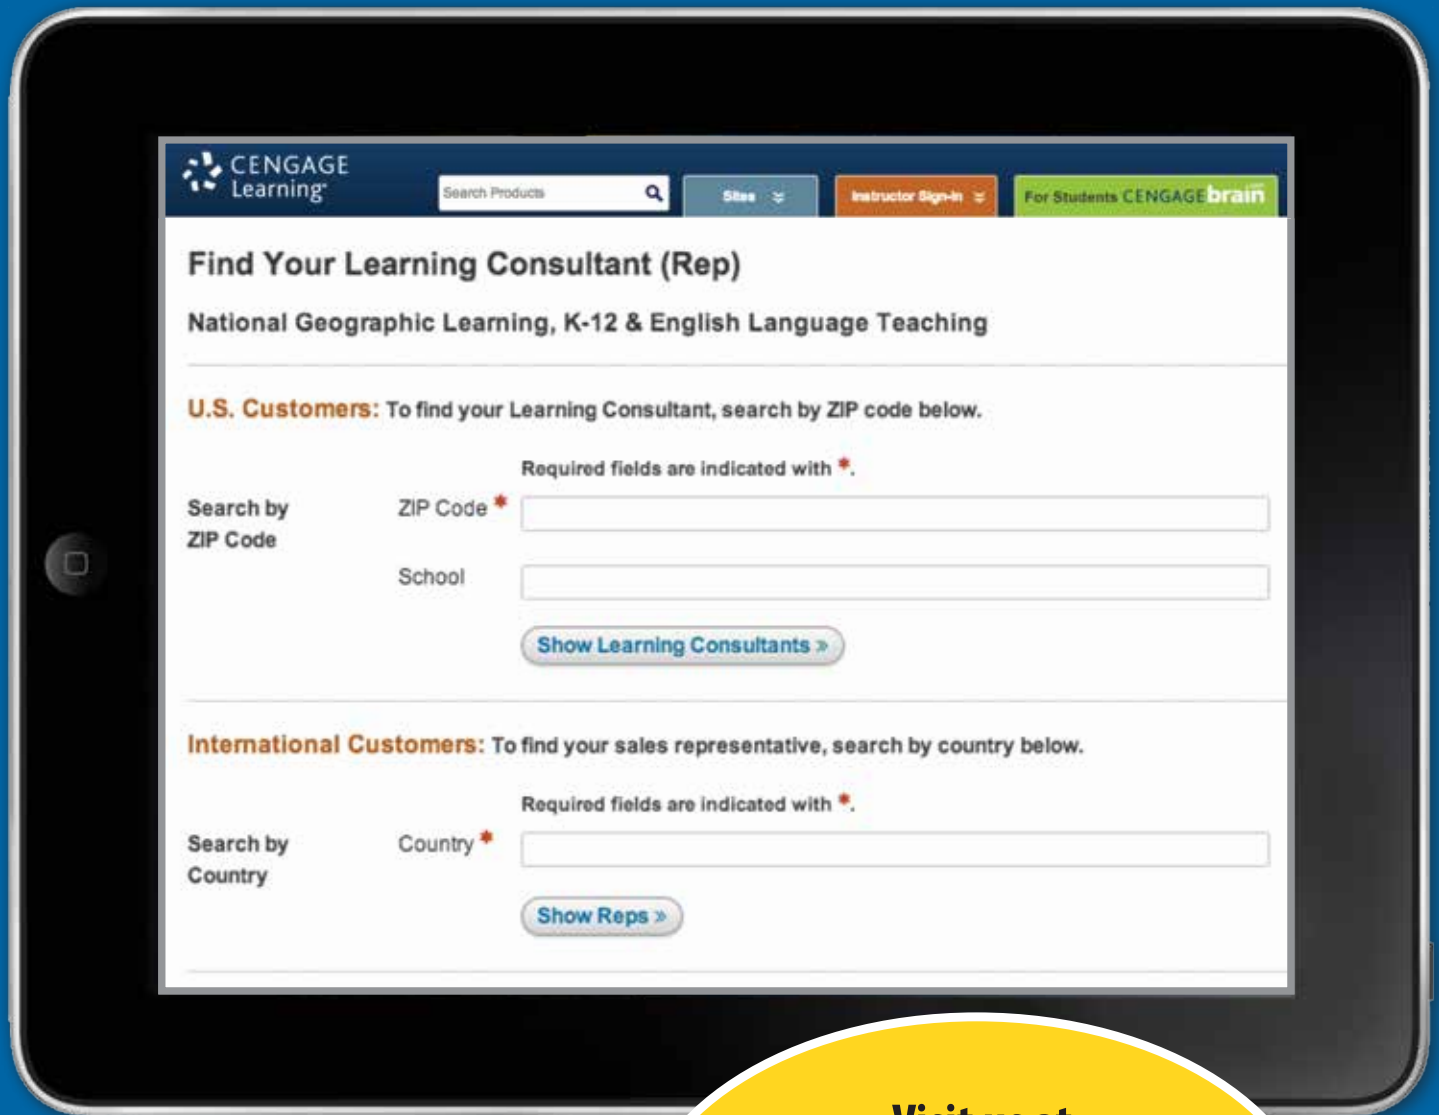 CENGAGE
Learning
Search Products
Sites
Instructor Sign-In
For Students CENGAGEbrain
Find Your Learning Consultant (Rep)
National Geographic Learning, K-12 & English Language Teaching
U.S. Customers: To find your Learning Consultant, search by ZIP code below.
Required fields are indicated with *.
Search by
ZIP Code
ZIP Code *
School
Show Learning Consultants »
International Customers: To find your sales representative, search by country below.
Required fields are indicated with *.
Search by
Country
Country *
Show Reps »
Visit us at